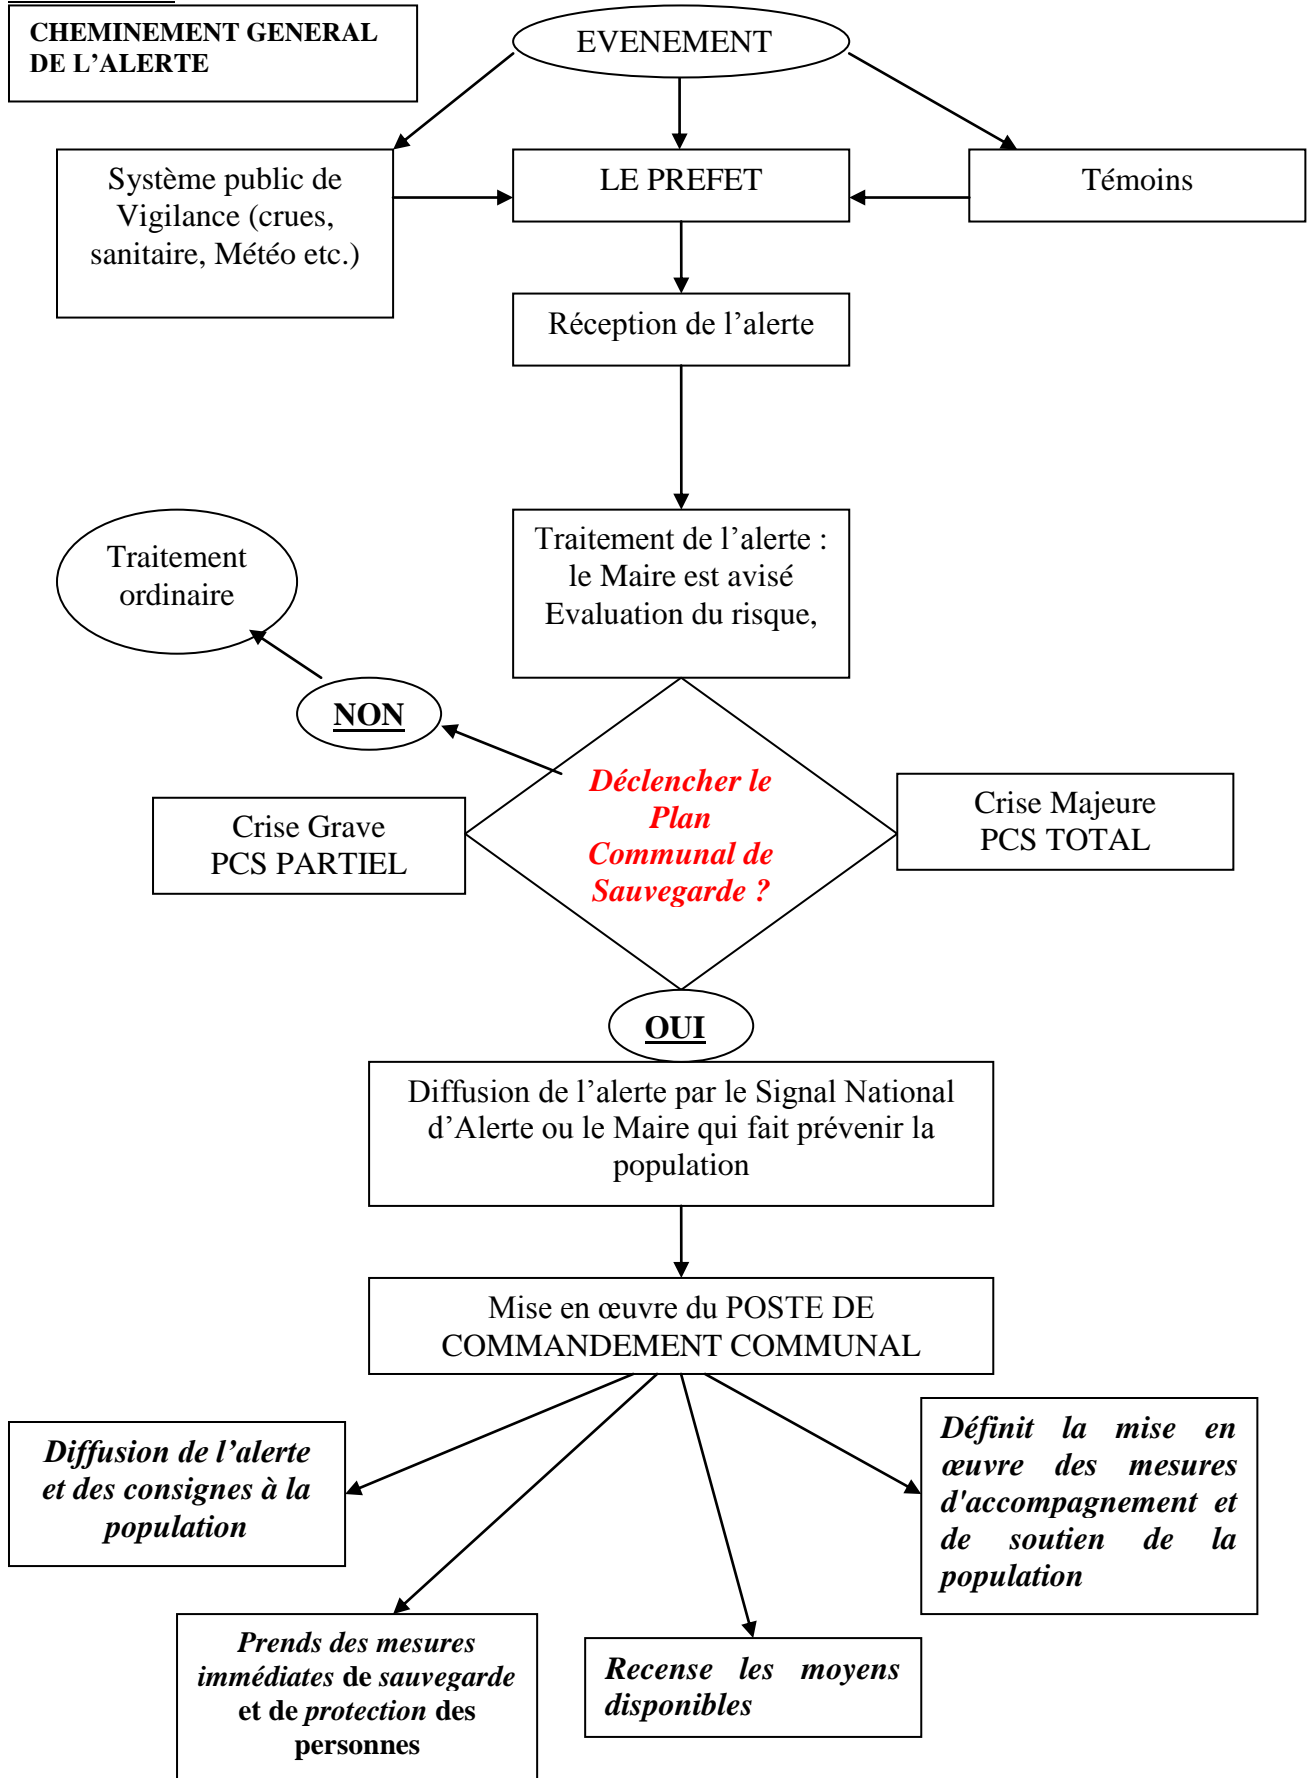 CHEMINEMENT GENERAL
DE L’ALERTE
EVENEMENT
Système public de
Vigilance (crues,
sanitaire, Météo etc.)
LE PREFET
Témoins
Réception de l’alerte
Traitement
ordinaire
Traitement de l’alerte :
le Maire est avisé
Evaluation du risque,
NON
Déclencher le
Plan
Communal de
Sauvegarde ?
Crise Grave
PCS PARTIEL
Crise Majeure
PCS TOTAL
OUI
Diffusion de l’alerte par le Signal National
d’Alerte ou le Maire qui fait prévenir la
population
Mise en œuvre du POSTE DE
COMMANDEMENT COMMUNAL
Diffusion de l’alerte
et des consignes à la
population
Définit la mise en
œuvre des mesures
d'accompagnement et
de soutien de la
population
Prends des mesures
immédiates de sauvegarde
et de protection des
personnes
Recense les moyens
disponibles